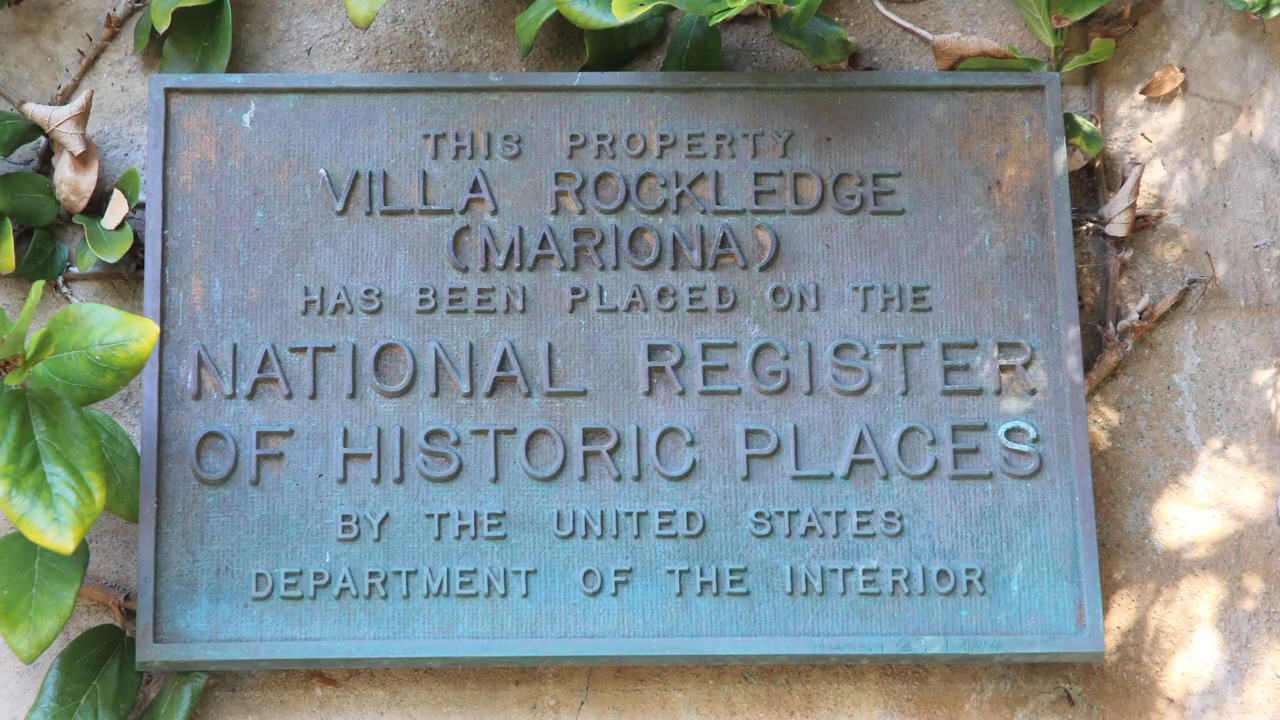 THIS PROPERTY
VILLA ROCKLEDGE
(MARIONA)
HAS BEEN PLACED ON THE
NATIONAL REGISTER
OF HISTORIC PLACES
BY THE UNITED STATES
DEPARTMENT OF THE INTERIOR